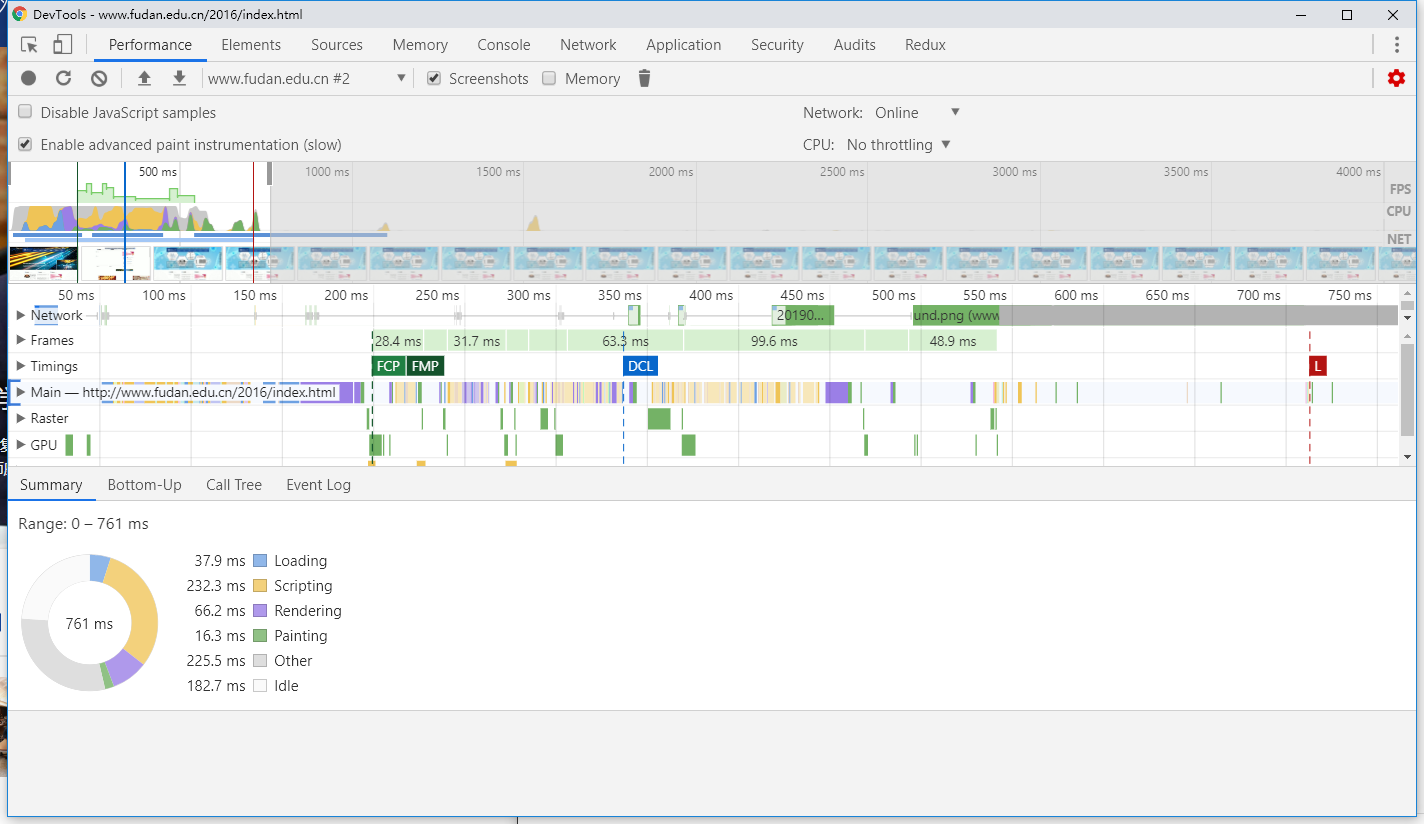 DevTools - www.fudan.edu.cn/2016/index.html
Performance Elements Sources Memory Console Network Application Security Audits Redux
www.fudan.edu.cn #2 Screenshots Memory
Disable JavaScript samples Network: Online
Enable advanced paint instrumentation (slow) CPU: No throttling
500 ms 1000 ms 1500 ms 2000 ms 2500 ms 3000 ms 3500 ms 4000 ms
FPS
CPU
NET
50 ms 100 ms 150 ms 200 ms 250 ms 300 ms 350 ms 400 ms 450 ms 500 ms 550 ms 600 ms 650 ms 700 ms 750 ms
Network 20190... und.png (www
Frames 28.4 ms 31.7 ms 63.3 ms 99.6 ms 48.9 ms
Timings FCP FMP DCL L
Main — http://www.fudan.edu.cn/2016/index.html
Raster
GPU
Summary Bottom-Up Call Tree Event Log
Range: 0 – 761 ms
761 ms
37.9 ms Loading
232.3 ms Scripting
66.2 ms Rendering
16.3 ms Painting
225.5 ms Other
182.7 ms Idle